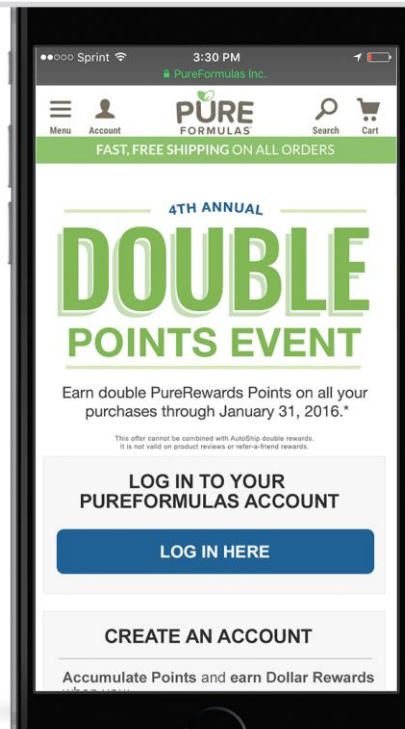 Sprint 3:30 PM
PureFormulas Inc.
PURE
FORMULAS
Menu Account Search Cart
FAST, FREE SHIPPING ON ALL ORDERS
4TH ANNUAL
DOUBLE
POINTS EVENT
Earn double PureRewards Points on all your
purchases through January 31, 2016.*
This offer cannot be combined with AutoShip double rewards.
It is not valid on product reviews or refer-a-friend rewards.
LOG IN TO YOUR
PUREFORMULAS ACCOUNT
LOG IN HERE
CREATE AN ACCOUNT
Accumulate Points and earn Dollar Rewards